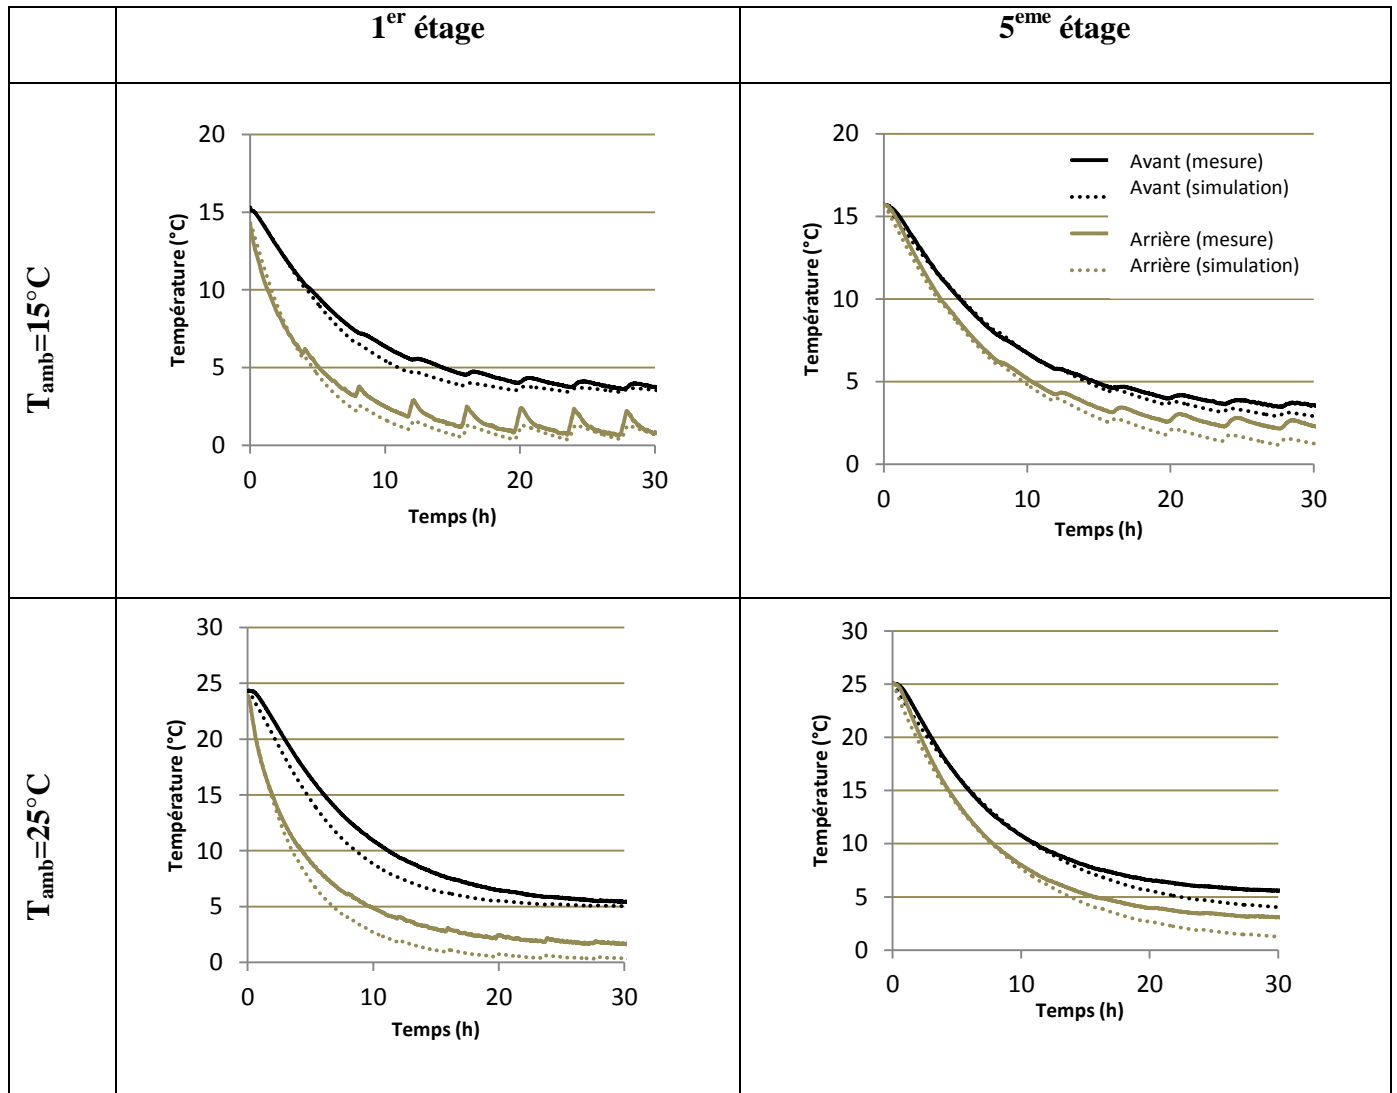 1er étage
5eme étage
Tamb=15°C
Température (°C)
20
15
10
5
0
0 10 20 30
Temps (h)
Température (°C)
20
15
10
5
0
0 10 20 30
Temps (h)
Avant (mesure)
Avant (simulation)
Arrière (mesure)
Arrière (simulation)
Tamb=25°C
Température (°C)
30
25
20
15
10
5
0
0 10 20 30
Temps (h)
Température (°C)
30
25
20
15
10
5
0
0 10 20 30
Temps (h)